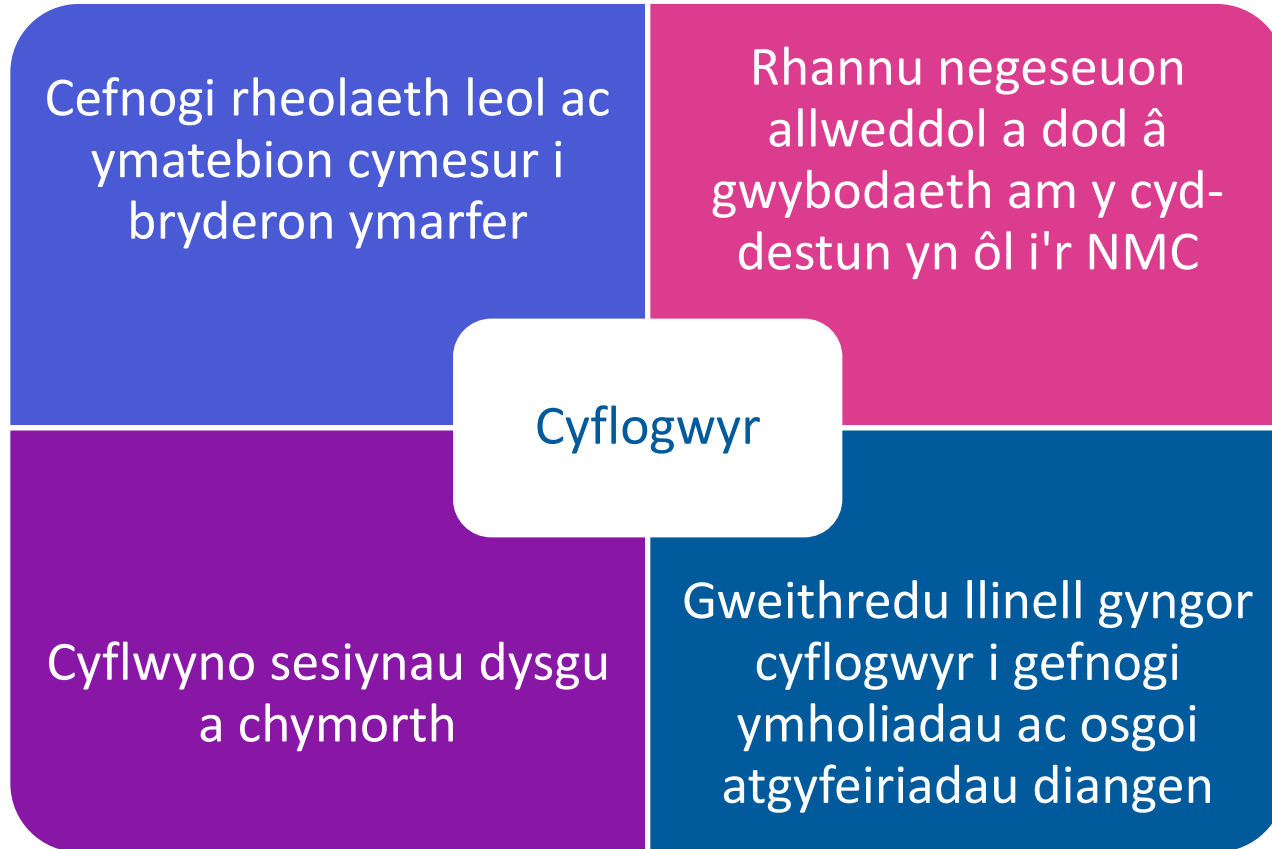 Cefnogi rheolaeth leol ac
ymatebion cymesur i
bryderon ymarfer
Rhannu negeseuon
allweddol a dod â
gwybodaeth am y cyd-
destun yn ôl i'r NMC
Cyflogwyr
Cyflwyno sesiynau dysgu
a chymorth
Gweithredu llinell gyngor
cyflogwyr i gefnogi
ymholiadau ac osgoi
atgyfeiriadau diangen